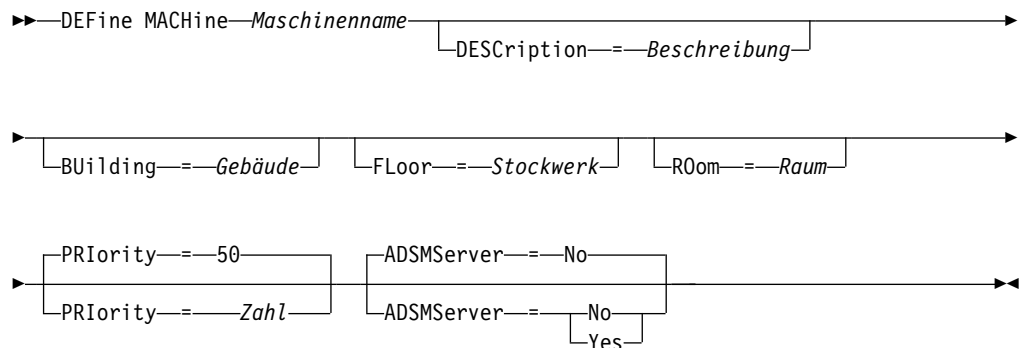 DEFine MACHine Maschinenname
DESCription = Beschreibung
BUilding = Gebäude FLoor = Stockwerk ROom = Raum
PRIority = 50 ADSMServer = No
PRIority = Zahl ADSMServer = No
Yes